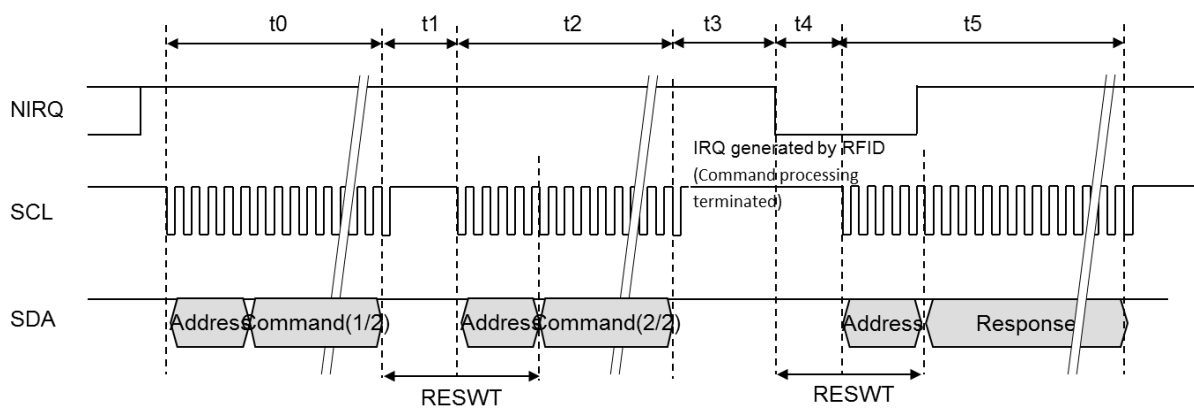 t0 t1 t2 t3 t4 t5
NIRQ
IRQ generated by RFID
(Command processing
terminated)
SCL
SDA
Address Command(1/2) Address Command(2/2) Address Response
RESWT RESWT